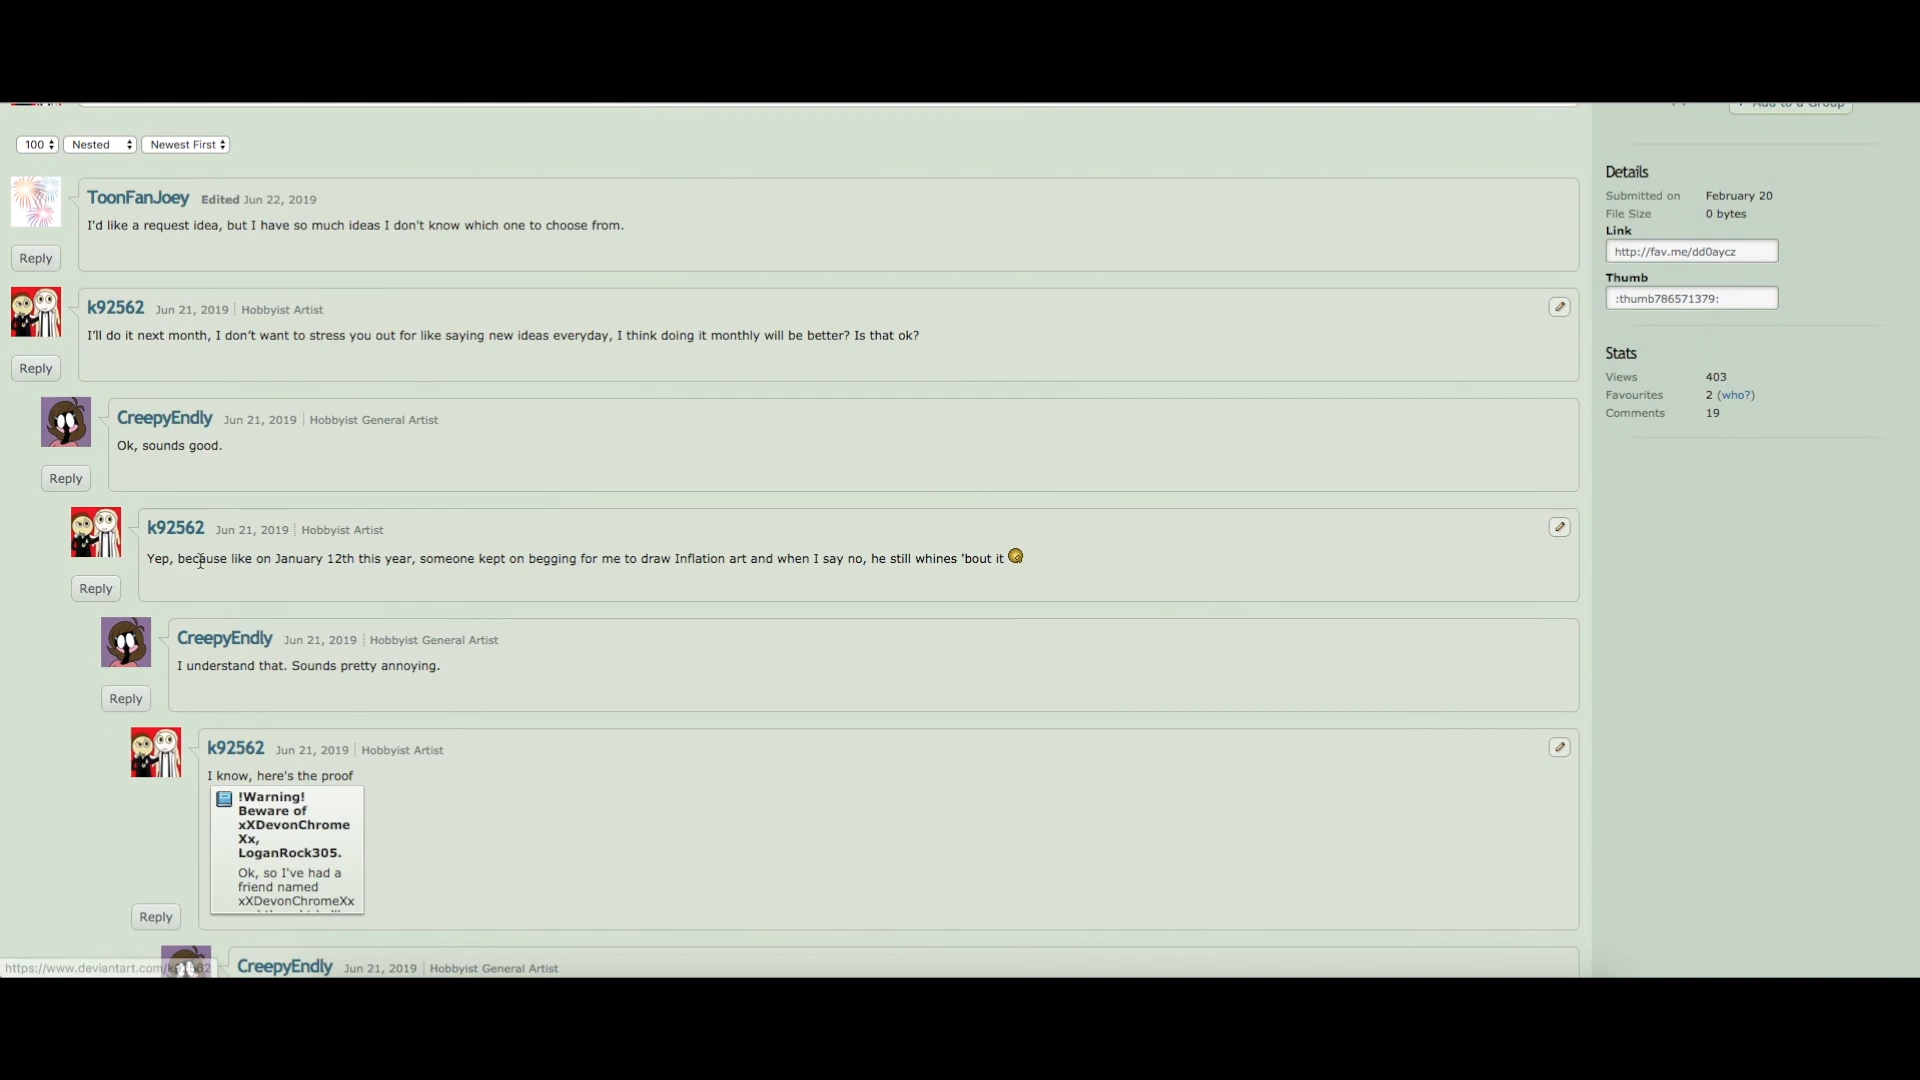 Add to a Group
100 Nested Newest First
ToonFanJoey Edited Jun 22, 2019
I'd like a request idea, but I have so much ideas I don't know which one to choose from.
Reply
k92562 Jun 21, 2019 Hobbyist Artist
I'll do it next month, I don't want to stress you out for like saying new ideas everyday, I think doing it monthly will be better? Is that ok?
Reply
CreepyEndly Jun 21, 2019 Hobbyist General Artist
Ok, sounds good.
Reply
k92562 Jun 21, 2019 Hobbyist Artist
Yep, because like on January 12th this year, someone kept on begging for me to draw Inflation art and when I say no, he still whines 'bout it
Reply
CreepyEndly Jun 21, 2019 Hobbyist General Artist
I understand that. Sounds pretty annoying.
Reply
k92562 Jun 21, 2019 Hobbyist Artist
I know, here's the proof
!Warning!
Beware of
xXDevonChrome
Xx,
LoganRock305.
Ok, so I've had a
friend named
xXDevonChromeXx
Reply
CreepyEndly Jun 21, 2019 Hobbyist General Artist
https://www.deviantart.com/k92562
Details
Submitted on February 20
File Size 0 bytes
Link
http://fav.me/dd0aycz
Thumb
:thumb786571379:
Stats
Views 403
Favourites 2 (who?)
Comments 19